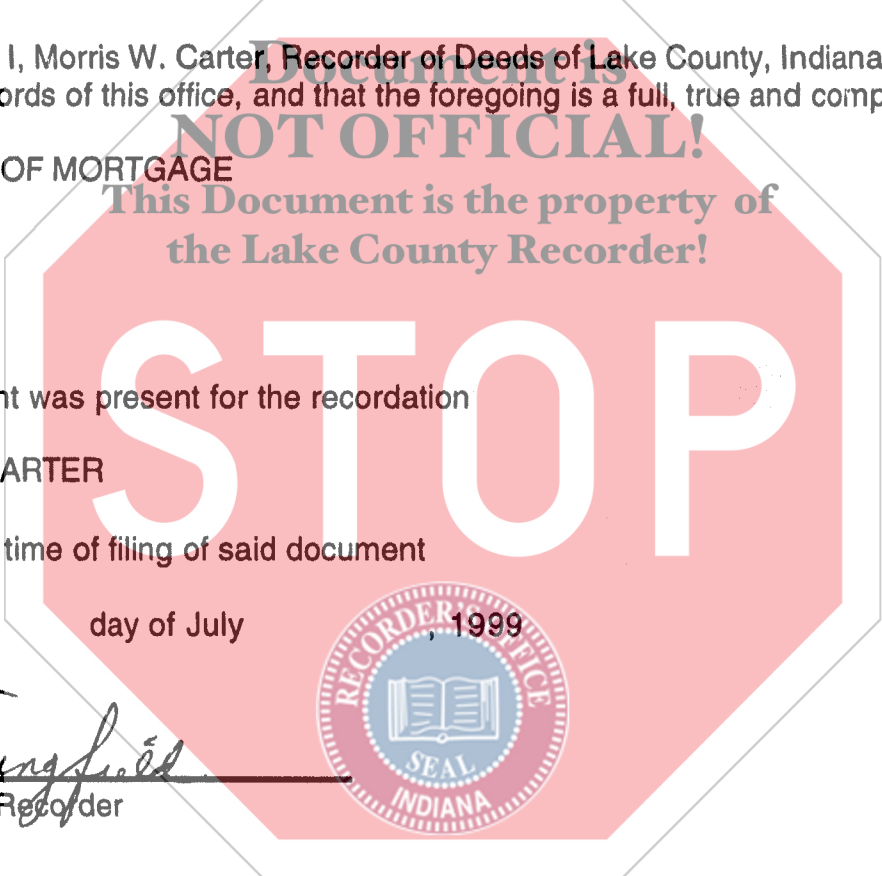 I, Morris W. Carter, Recorder of Deeds of Lake County, Indiana
ords of this office, and that the foregoing is a full, true and comp
OF MORTGAGE
Document is
NOT OFFICIAL!
This Document is the property of
the Lake County Recorder!
STOP
nt was present for the recordation
ARTER
time of filing of said document
day of July , 1999
RECORDER'S OFFICE
SEAL
INDIANA
ingfield
Recorder